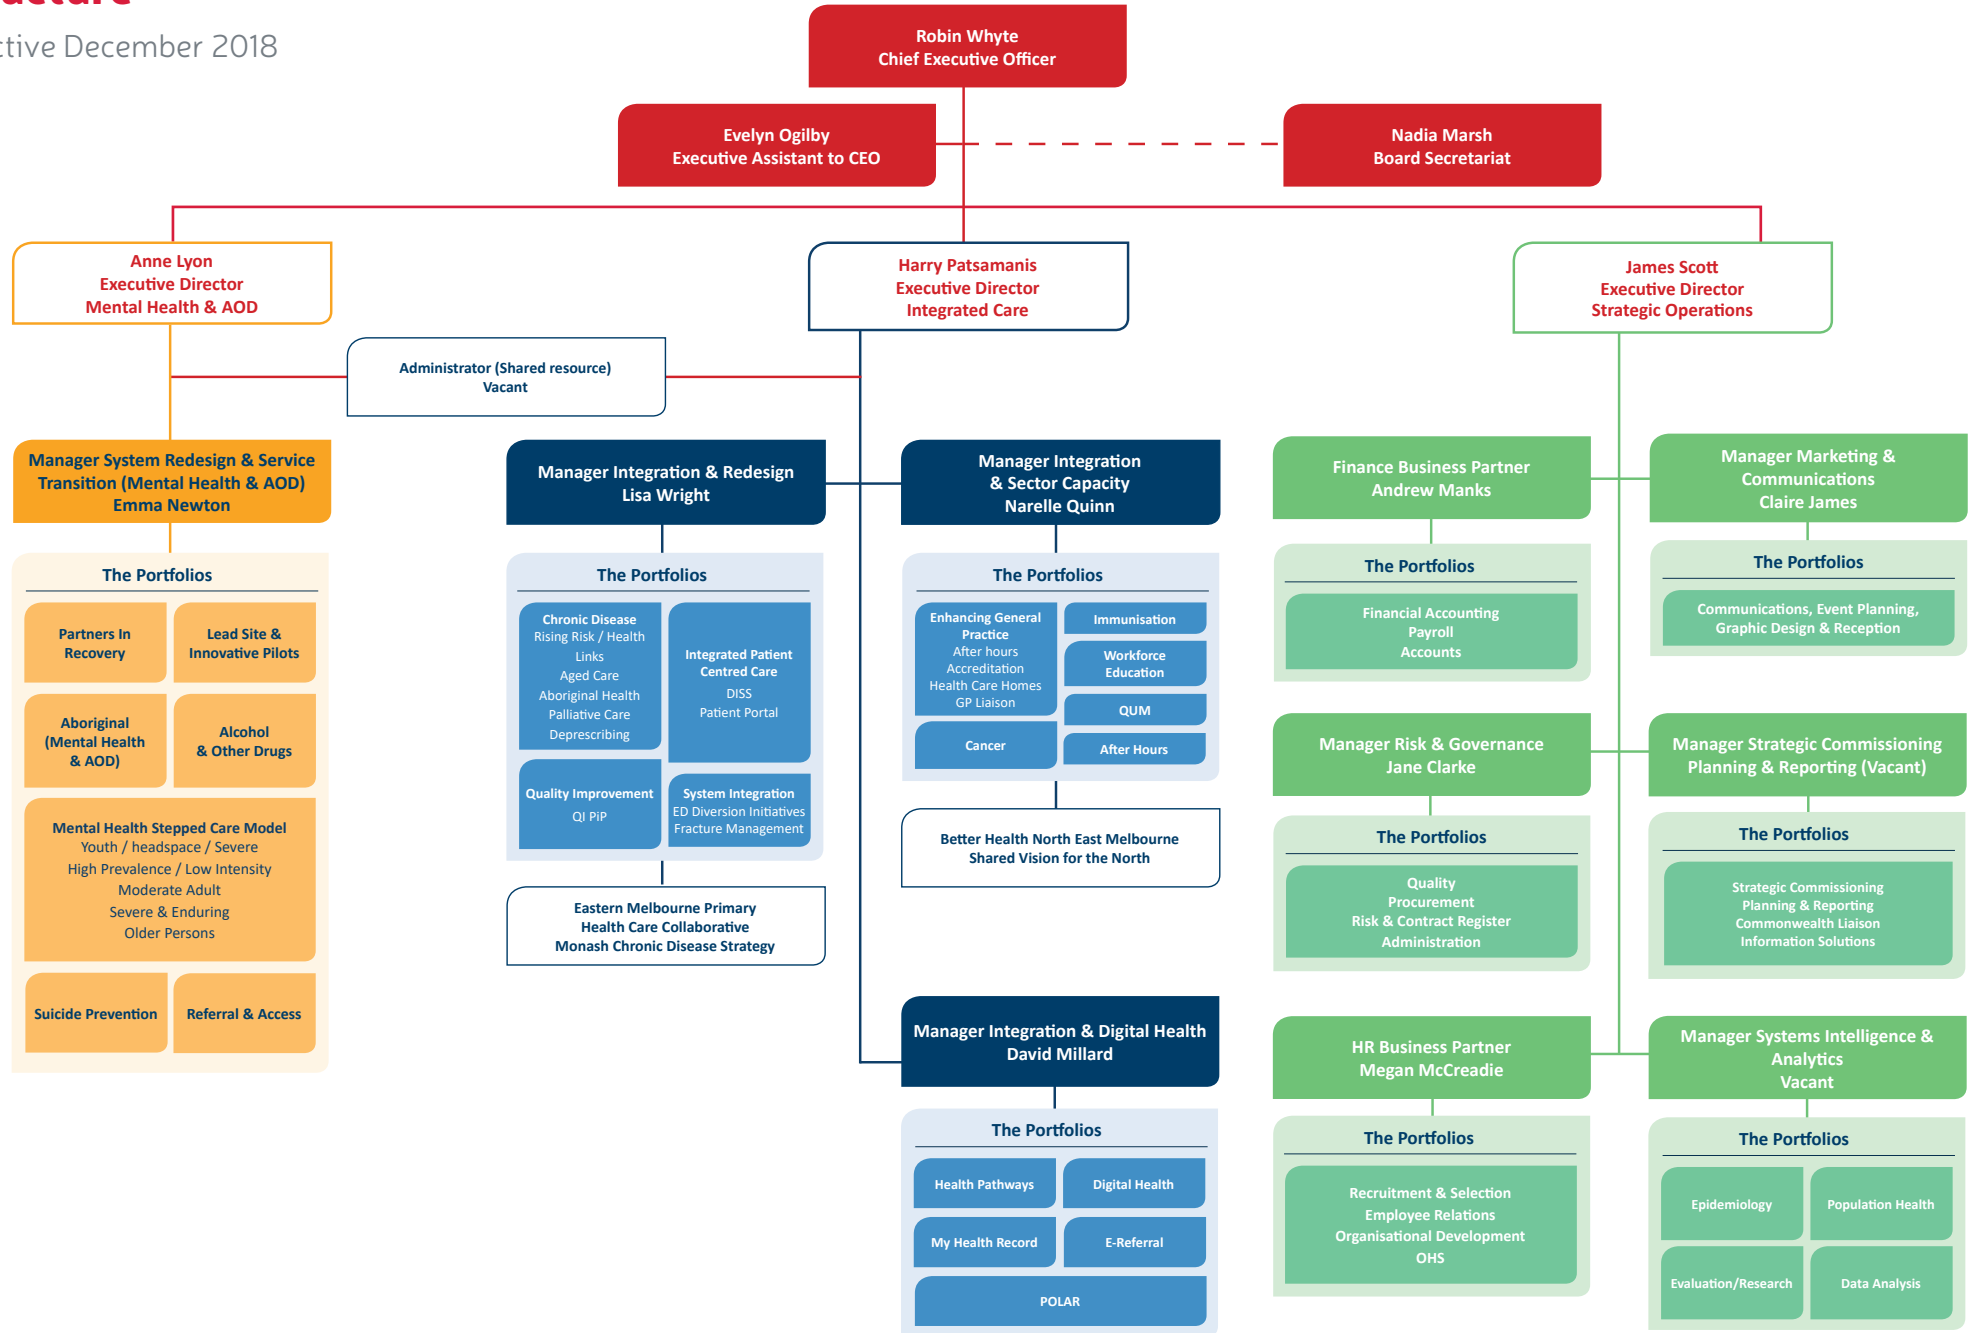 December 2018
Robin Whyte
Chief Executive Officer
Evelyn Ogilby
Executive Assistant to CEO
Nadia Marsh
Board Secretariat
Anne Lyon
Executive Director
Mental Health & AOD
Harry Patsamanis
Executive Director
Integrated Care
James Scott
Executive Director
Strategic Operations
Administrator (Shared resource)
Vacant
Manager System Redesign & Service
Transition (Mental Health & AOD)
Emma Newton
The Portfolios
Partners In
Recovery
Lead Site &
Innovative Pilots
Aboriginal
(Mental Health
& AOD)
Alcohol
& Other Drugs
Mental Health Stepped Care Model
Youth / headspace / Severe
High Prevalence / Low Intensity
Moderate Adult
Severe & Enduring
Older Persons
Suicide Prevention
Referral & Access
Manager Integration & Redesign
Lisa Wright
The Portfolios
Chronic Disease
Rising Risk / Health
Links
Aged Care
Aboriginal Health
Palliative Care
Deprescribing
Integrated Patient
Centred Care
DISS
Patient Portal
Quality Improvement
QI PiP
System Integration
ED Diversion Initiatives
Fracture Management
Eastern Melbourne Primary
Health Care Collaborative
Monash Chronic Disease Strategy
Manager Integration
& Sector Capacity
Narelle Quinn
The Portfolios
Enhancing General
Practice
After hours
Accreditation
Health Care Homes
GP Liaison
Immunisation
Workforce
Education
QUM
Cancer
After Hours
Better Health North East Melbourne
Shared Vision for the North
Manager Integration & Digital Health
David Millard
The Portfolios
Health Pathways
Digital Health
My Health Record
E-Referral
POLAR
Finance Business Partner
Andrew Manks
The Portfolios
Financial Accounting
Payroll
Accounts
Manager Marketing &
Communications
Claire James
The Portfolios
Communications, Event Planning,
Graphic Design & Reception
Manager Risk & Governance
Jane Clarke
The Portfolios
Quality
Procurement
Risk & Contract Register
Administration
Manager Strategic Commissioning
Planning & Reporting (Vacant)
The Portfolios
Strategic Commissioning
Planning & Reporting
Commonwealth Liaison
Information Solutions
HR Business Partner
Megan McCreadie
The Portfolios
Recruitment & Selection
Employee Relations
Organisational Development
OHS
Manager Systems Intelligence &
Analytics
Vacant
The Portfolios
Epidemiology
Population Health
Evaluation/Research
Data Analysis